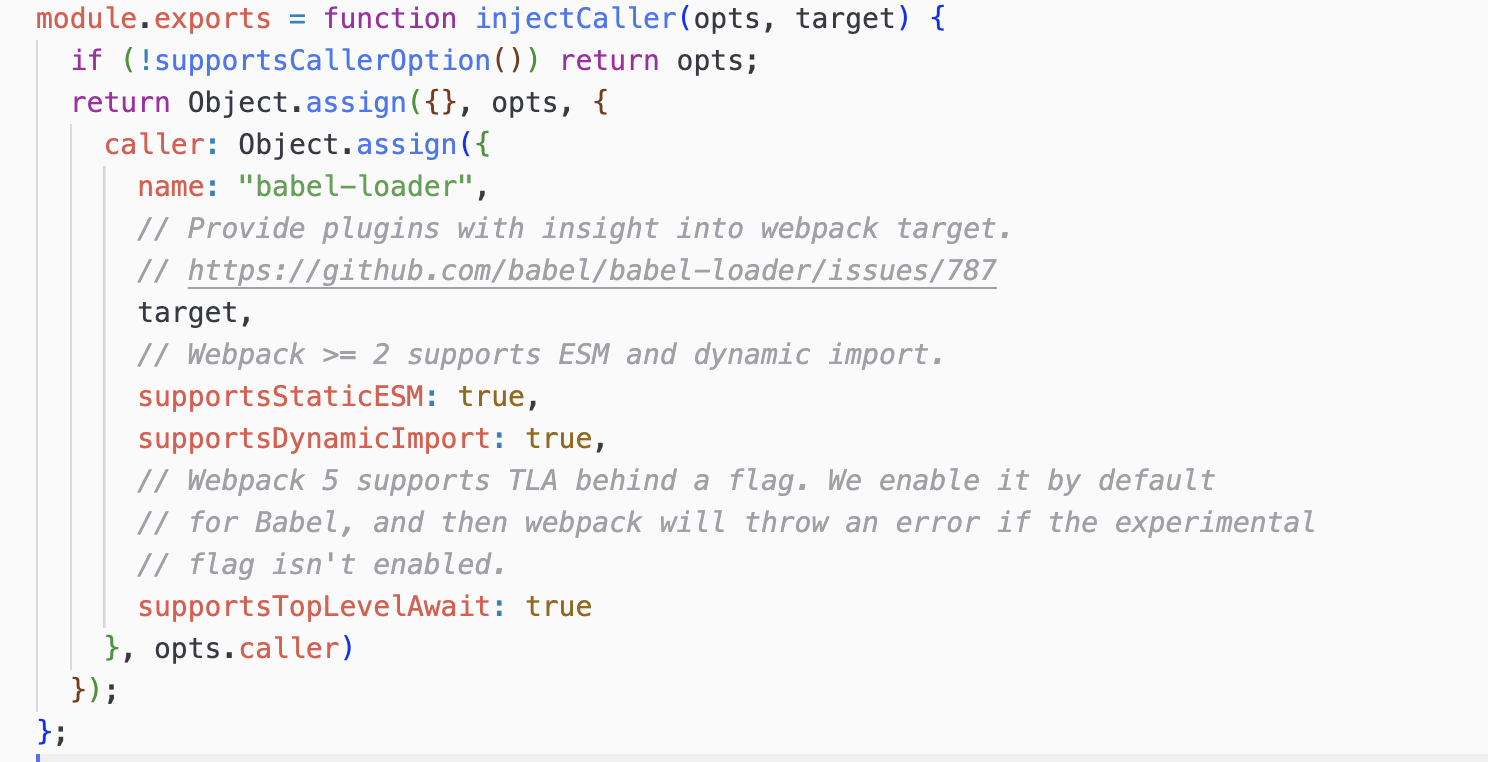 module.exports = function injectCaller(opts, target) {
if (!supportsCallerOption()) return opts;
return Object.assign({}, opts, {
caller: Object.assign({
name: "babel-loader",
// Provide plugins with insight into webpack target.
// https://github.com/babel/babel-loader/issues/787
target,
// Webpack >= 2 supports ESM and dynamic import.
supportsStaticESM: true,
supportsDynamicImport: true,
// Webpack 5 supports TLA behind a flag. We enable it by default
// for Babel, and then webpack will throw an error if the experimental
// flag isn't enabled.
supportsTopLevelAwait: true
}, opts.caller)
});
};